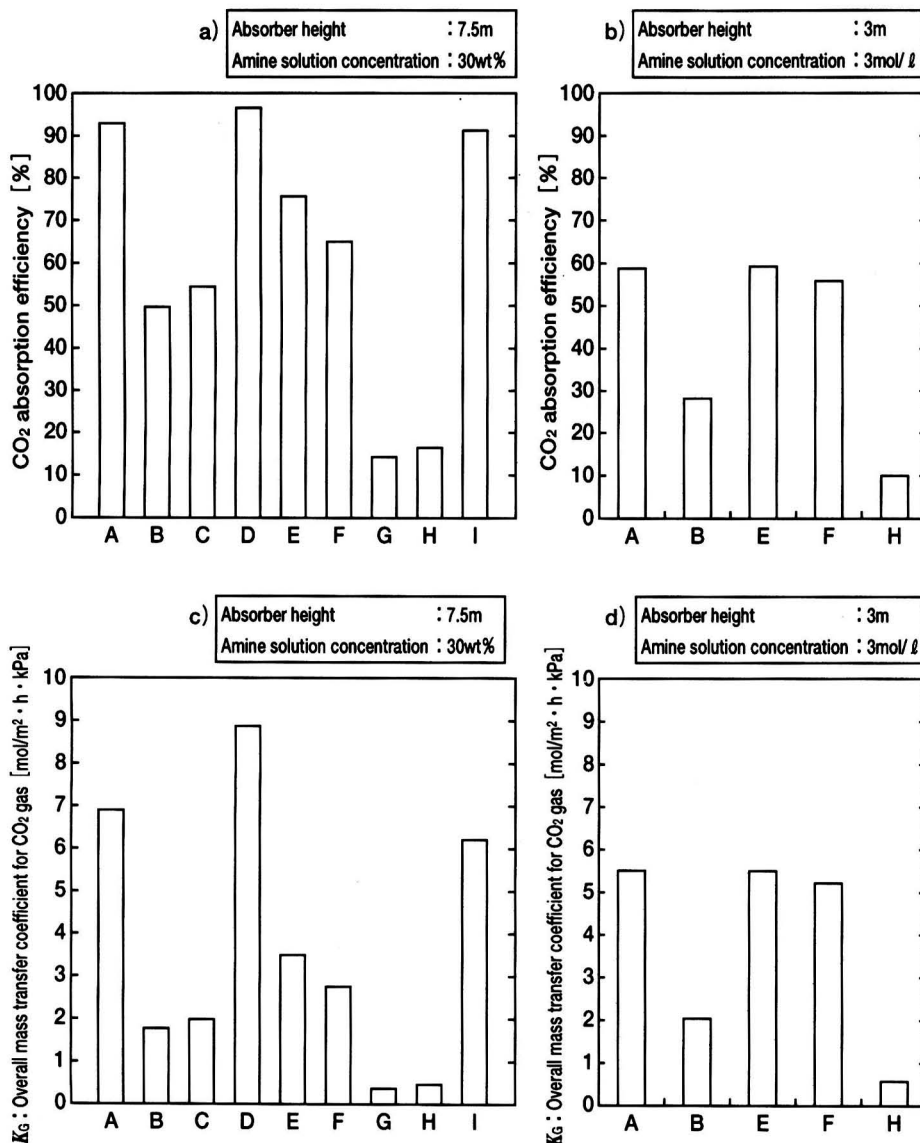 a)
Absorber height : 7.5m
Amine solution concentration : 30wt%
CO₂ absorption efficiency [%]
100
90
80
70
60
50
40
30
20
10
0
A B C D E F G H I
b)
Absorber height : 3m
Amine solution concentration : 3mol/ℓ
CO₂ absorption efficiency [%]
100
90
80
70
60
50
40
30
20
10
0
A B E F H
c)
Absorber height : 7.5m
Amine solution concentration : 30wt%
K_G : Overall mass transfer coefficient for CO₂ gas [mol/m²・h・kPa]
10
9
8
7
6
5
4
3
2
1
0
A B C D E F G H I
d)
Absorber height : 3m
Amine solution concentration : 3mol/ℓ
K_G : Overall mass transfer coefficient for CO₂ gas [mol/m²・h・kPa]
10
9
8
7
6
5
4
3
2
1
0
A B E F H